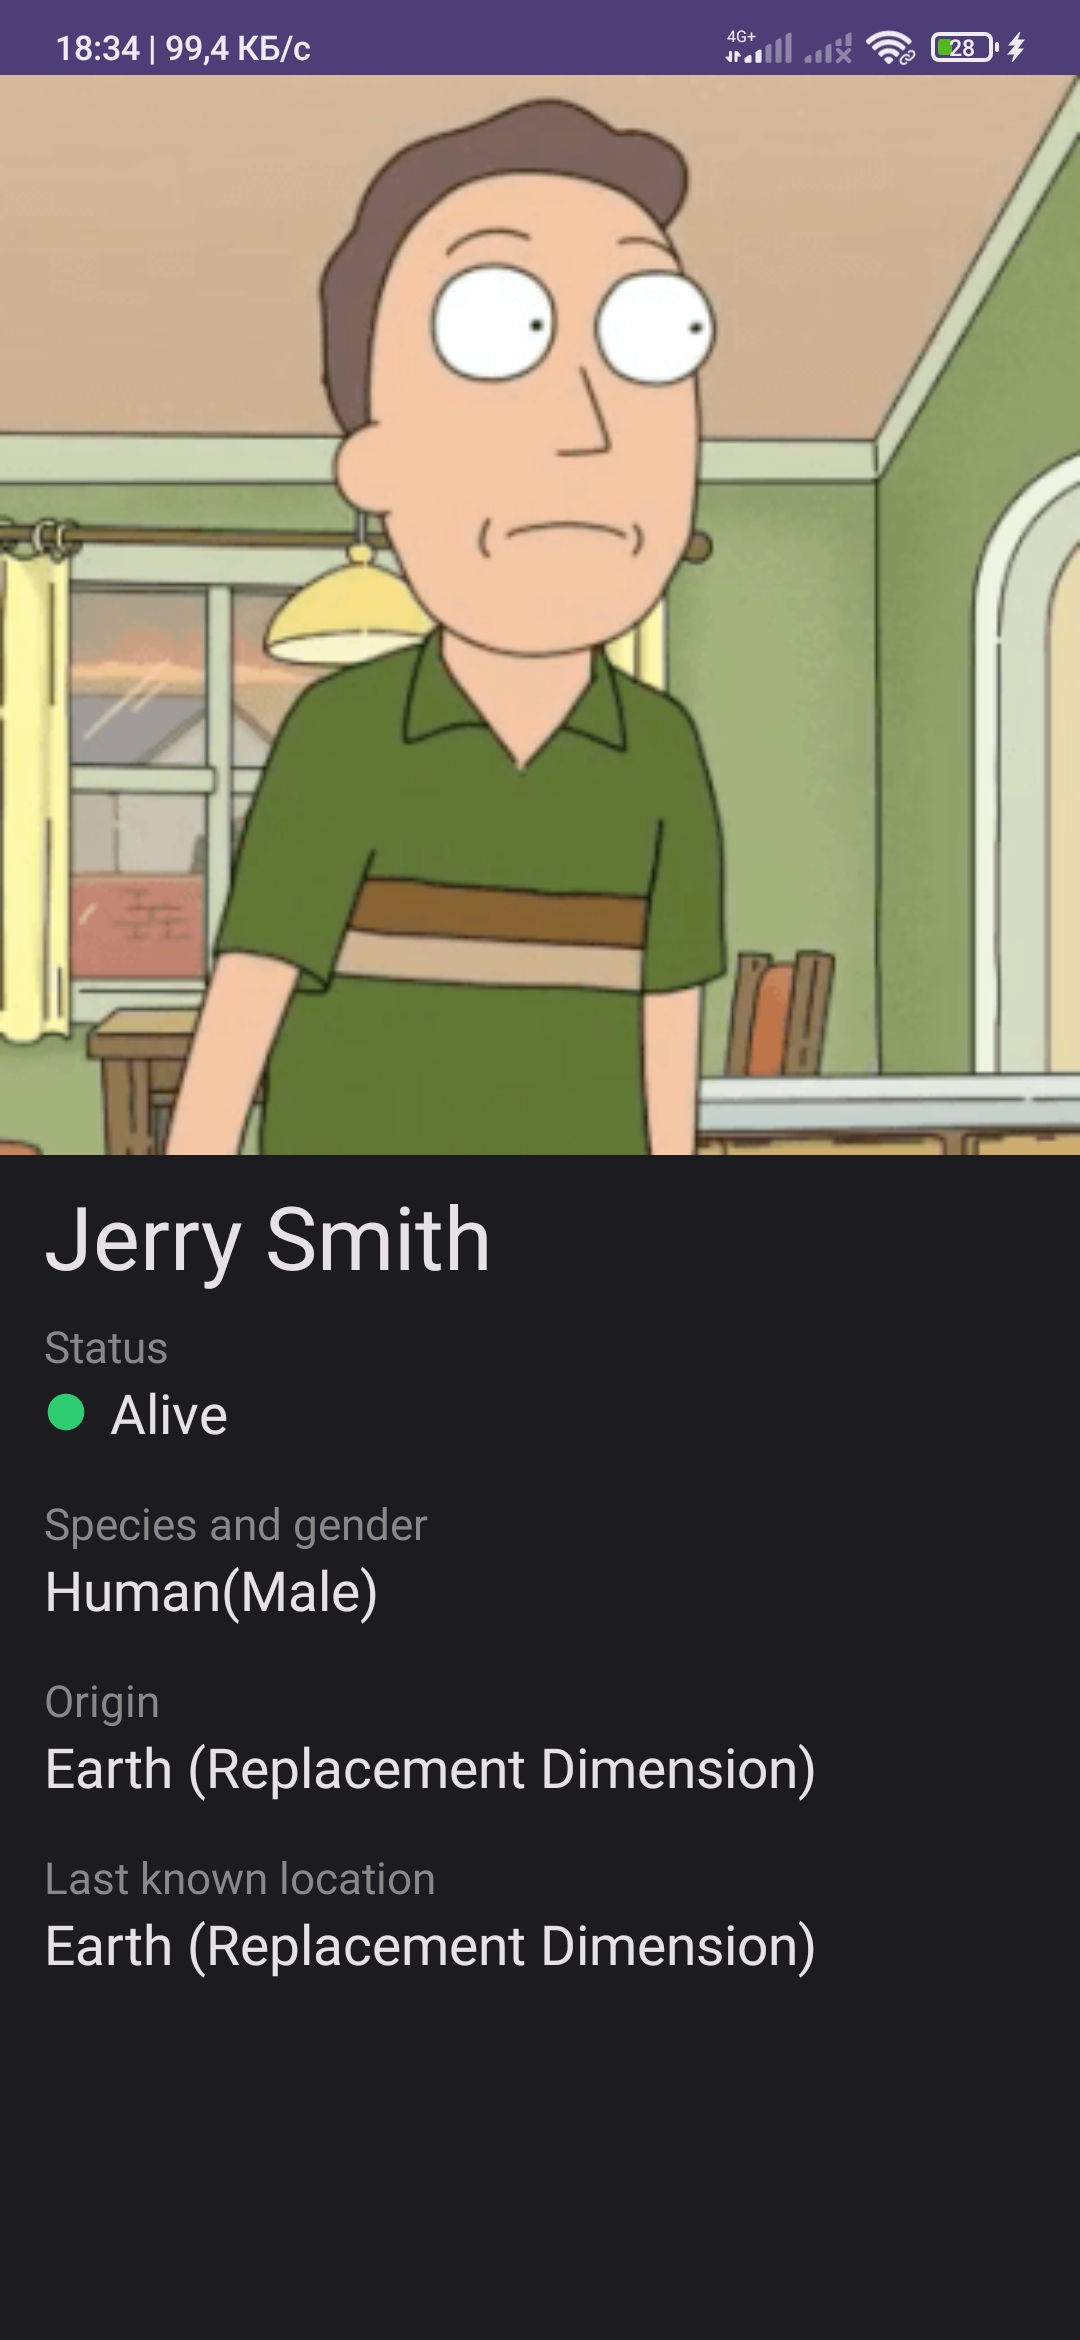 18:34 | 99,4 КБ/с 4G+ 28
Jerry Smith
Status
Alive
Species and gender
Human(Male)
Origin
Earth (Replacement Dimension)
Last known location
Earth (Replacement Dimension)